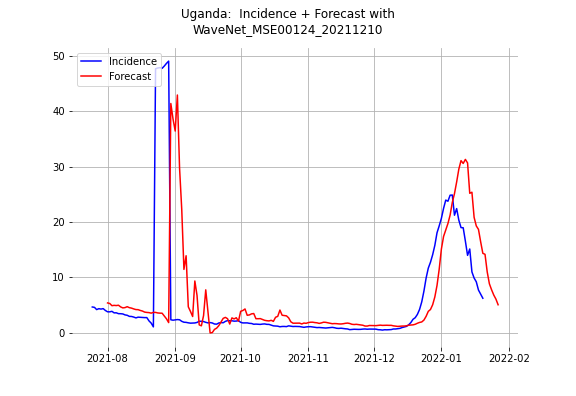 Uganda:  Incidence + Forecast with
WaveNet_MSE00124_20211210
Incidence
Forecast
50
40
30
20
10
0
2021-08 2021-09 2021-10 2021-11 2021-12 2022-01 2022-02